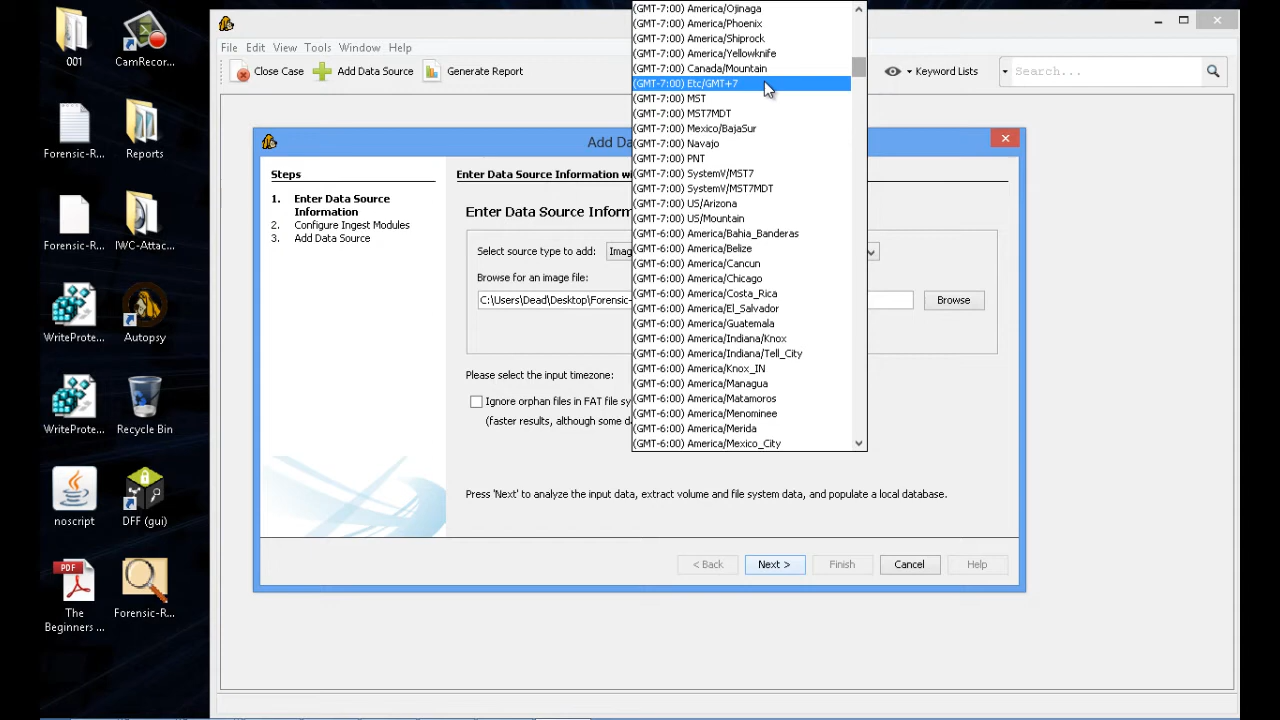 001
CamRecor...
Forensic-R...
Reports
Forensic-R...
IWC-Attac...
WriteProte...
Autopsy
WriteProte...
Recycle Bin
noscript
DFF (gui)
PDF
The
Beginners ...
Forensic-R...
File Edit View Tools Window Help
Close Case
Add Data Source
Generate Report
Keyword Lists
Search...
Add Da
Steps
1. Enter Data Source
Information
2. Configure Ingest Modules
3. Add Data Source
Enter Data Source Information w
Enter Data Source Inform
Select source type to add: Imag
Browse for an image file:
C:\Users\Dead\Desktop\Forensic-
Browse
Please select the input timezone:
Ignore orphan files in FAT file sy
(faster results, although some d
Press 'Next' to analyze the input data, extract volume and file system data, and populate a local database.
< Back
Next >
Finish
Cancel
Help
(GMT-7:00) America/Ojinaga
(GMT-7:00) America/Phoenix
(GMT-7:00) America/Shiprock
(GMT-7:00) America/Yellowknife
(GMT-7:00) Canada/Mountain
(GMT-7:00) Etc/GMT+7
(GMT-7:00) MST
(GMT-7:00) MST7MDT
(GMT-7:00) Mexico/BajaSur
(GMT-7:00) Navajo
(GMT-7:00) PNT
(GMT-7:00) SystemV/MST7
(GMT-7:00) SystemV/MST7MDT
(GMT-7:00) US/Arizona
(GMT-7:00) US/Mountain
(GMT-6:00) America/Bahia_Banderas
(GMT-6:00) America/Belize
(GMT-6:00) America/Cancun
(GMT-6:00) America/Chicago
(GMT-6:00) America/Costa_Rica
(GMT-6:00) America/El_Salvador
(GMT-6:00) America/Guatemala
(GMT-6:00) America/Indiana/Knox
(GMT-6:00) America/Indiana/Tell_City
(GMT-6:00) America/Knox_IN
(GMT-6:00) America/Managua
(GMT-6:00) America/Matamoros
(GMT-6:00) America/Menominee
(GMT-6:00) America/Merida
(GMT-6:00) America/Mexico_City